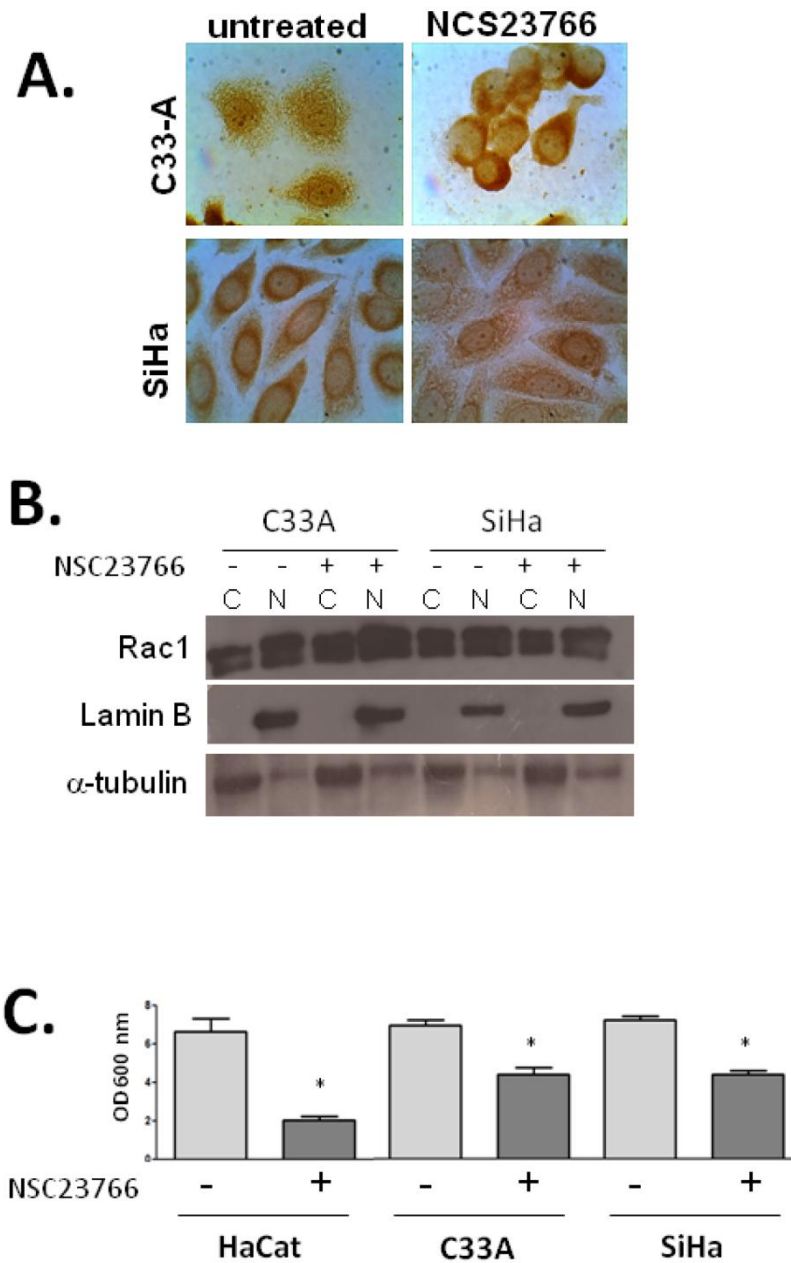 untreated NCS23766
A.
C33-A
SiHa
B.
C33A SiHa
NSC23766 - - + + - - + +
C N C N C N C N
Rac1
Lamin B
α-tubulin
C.
OD600 nm
8
6
4
2
0
* * *
NSC23766 - + - + - +
HaCat C33A SiHa